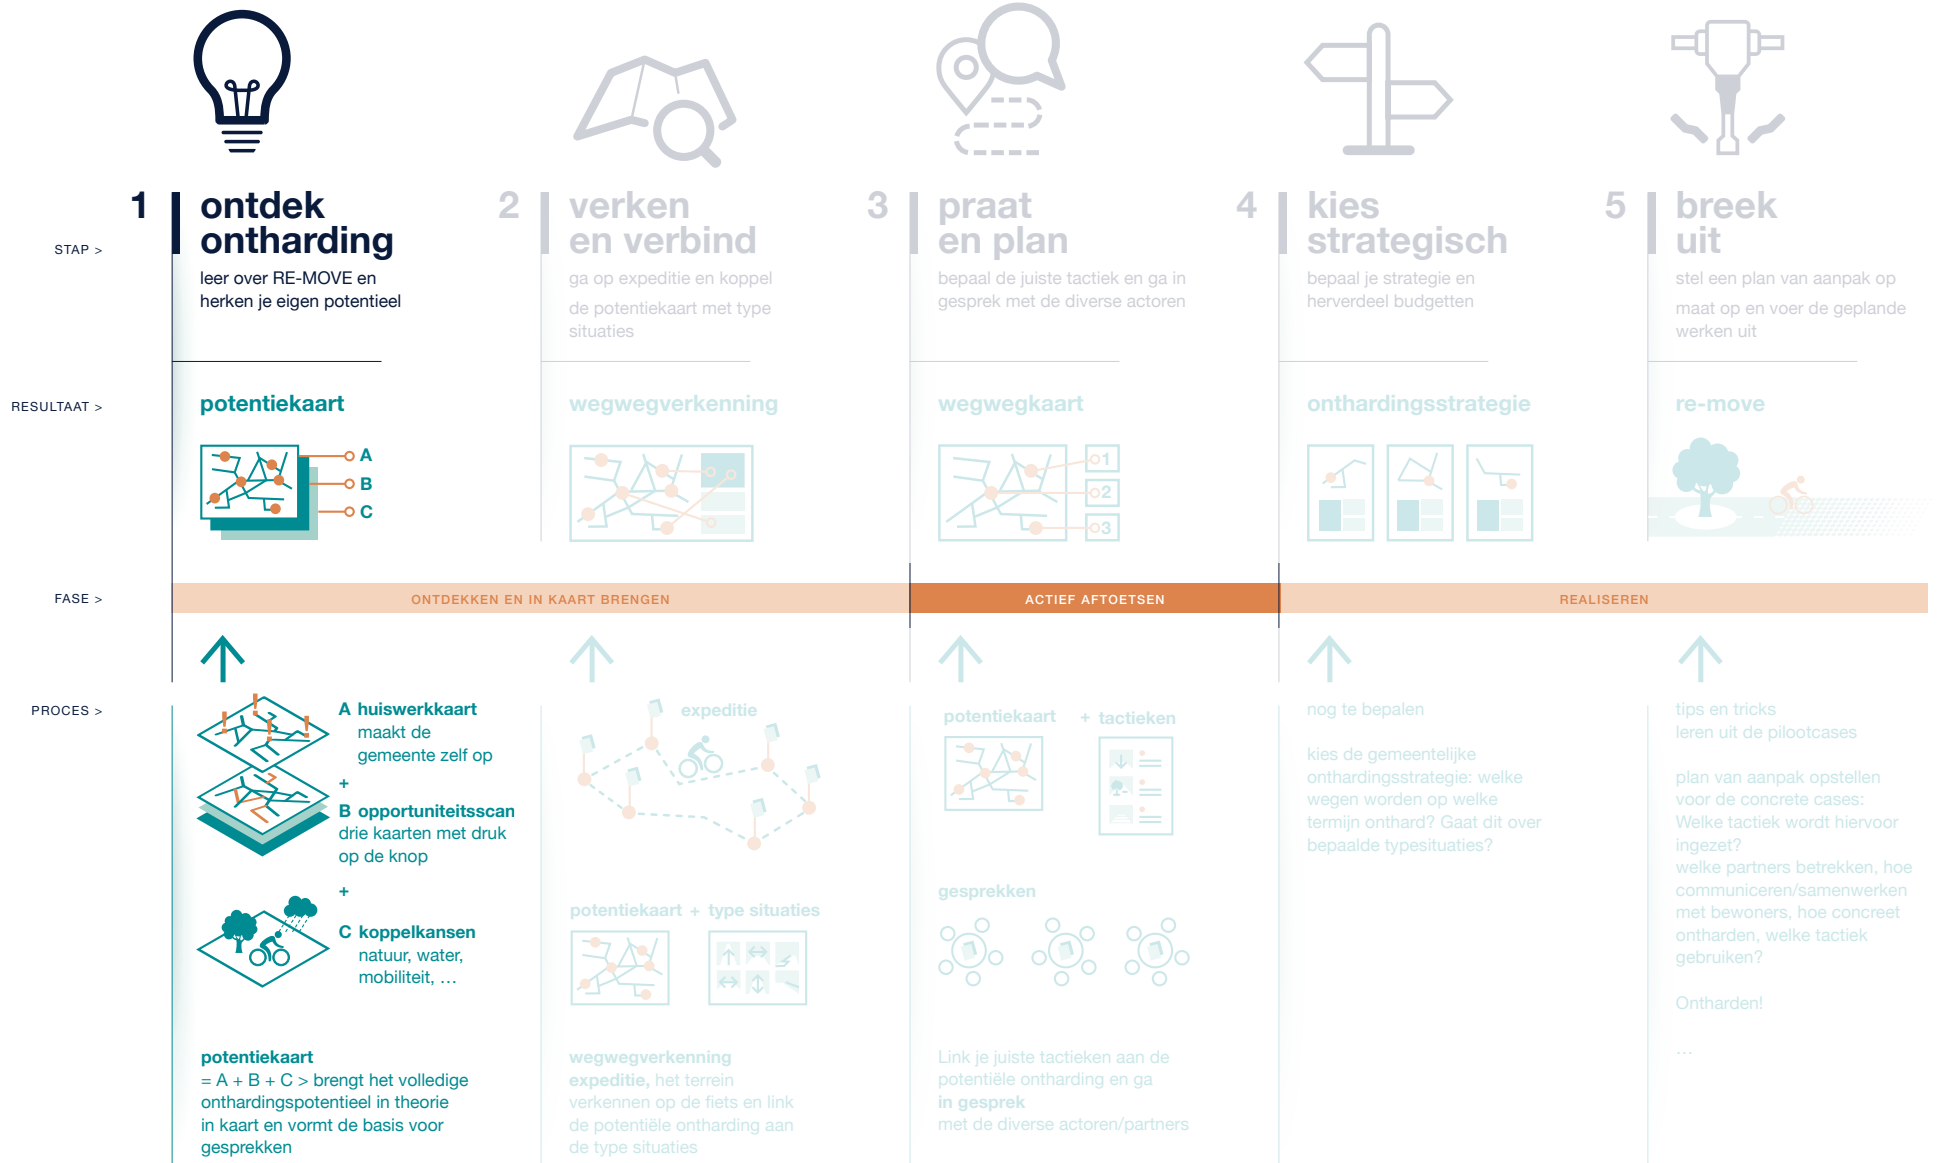 STAP >
1
ontdek
ontharding
leer over RE-MOVE en
herken je eigen potentieel
2
verken
en verbind
ga op expeditie en koppel
de potentiekaart met type
situaties
3
praat
en plan
bepaal de juiste tactiek en ga in
gesprek met de diverse actoren
4
kies
strategisch
bepaal je strategie en
herverdeel budgetten
5
breek
uit
stel een plan van aanpak op
maat op en voer de geplande
werken uit
RESULTAAT >
potentiekaart
A
B
C
wegwegverkenning
wegwegkaart
1
2
3
onthardingsstrategie
re-move
FASE >
ONTDEKKEN EN IN KAART BRENGEN
ACTIEF AFTOETSEN
REALISEREN
PROCES >
A huiswerkkaart
maakt de
gemeente zelf op
+
B opportuniteitsscan
drie kaarten met druk
op de knop
+
C koppelkansen
natuur, water,
mobiliteit, …
potentiekaart
= A + B + C > brengt het volledige
onthardingspotentieel in theorie
in kaart en vormt de basis voor
gesprekken
expeditie
potentiekaart + type situaties
wegwegverkenning
expeditie, het terrein
verkennen op de fiets en link
de potentiële ontharding aan
de type situaties
potentiekaart + tactieken
gesprekken
Link je juiste tactieken aan de
potentiële ontharding en ga
in gesprek
met de diverse actoren/partners
nog te bepalen
kies de gemeentelijke
onthardingsstrategie: welke
wegen worden op welke
termijn onthard? Gaat dit over
bepaalde typesituaties?
tips en tricks
leren uit de pilootcases
plan van aanpak opstellen
voor de concrete cases:
Welke tactiek wordt hiervoor
ingezet?
welke partners betrekken, hoe
communiceren/samenwerken
met bewoners, hoe concreet
ontharden, welke tactiek
gebruiken?
Ontharden!
…